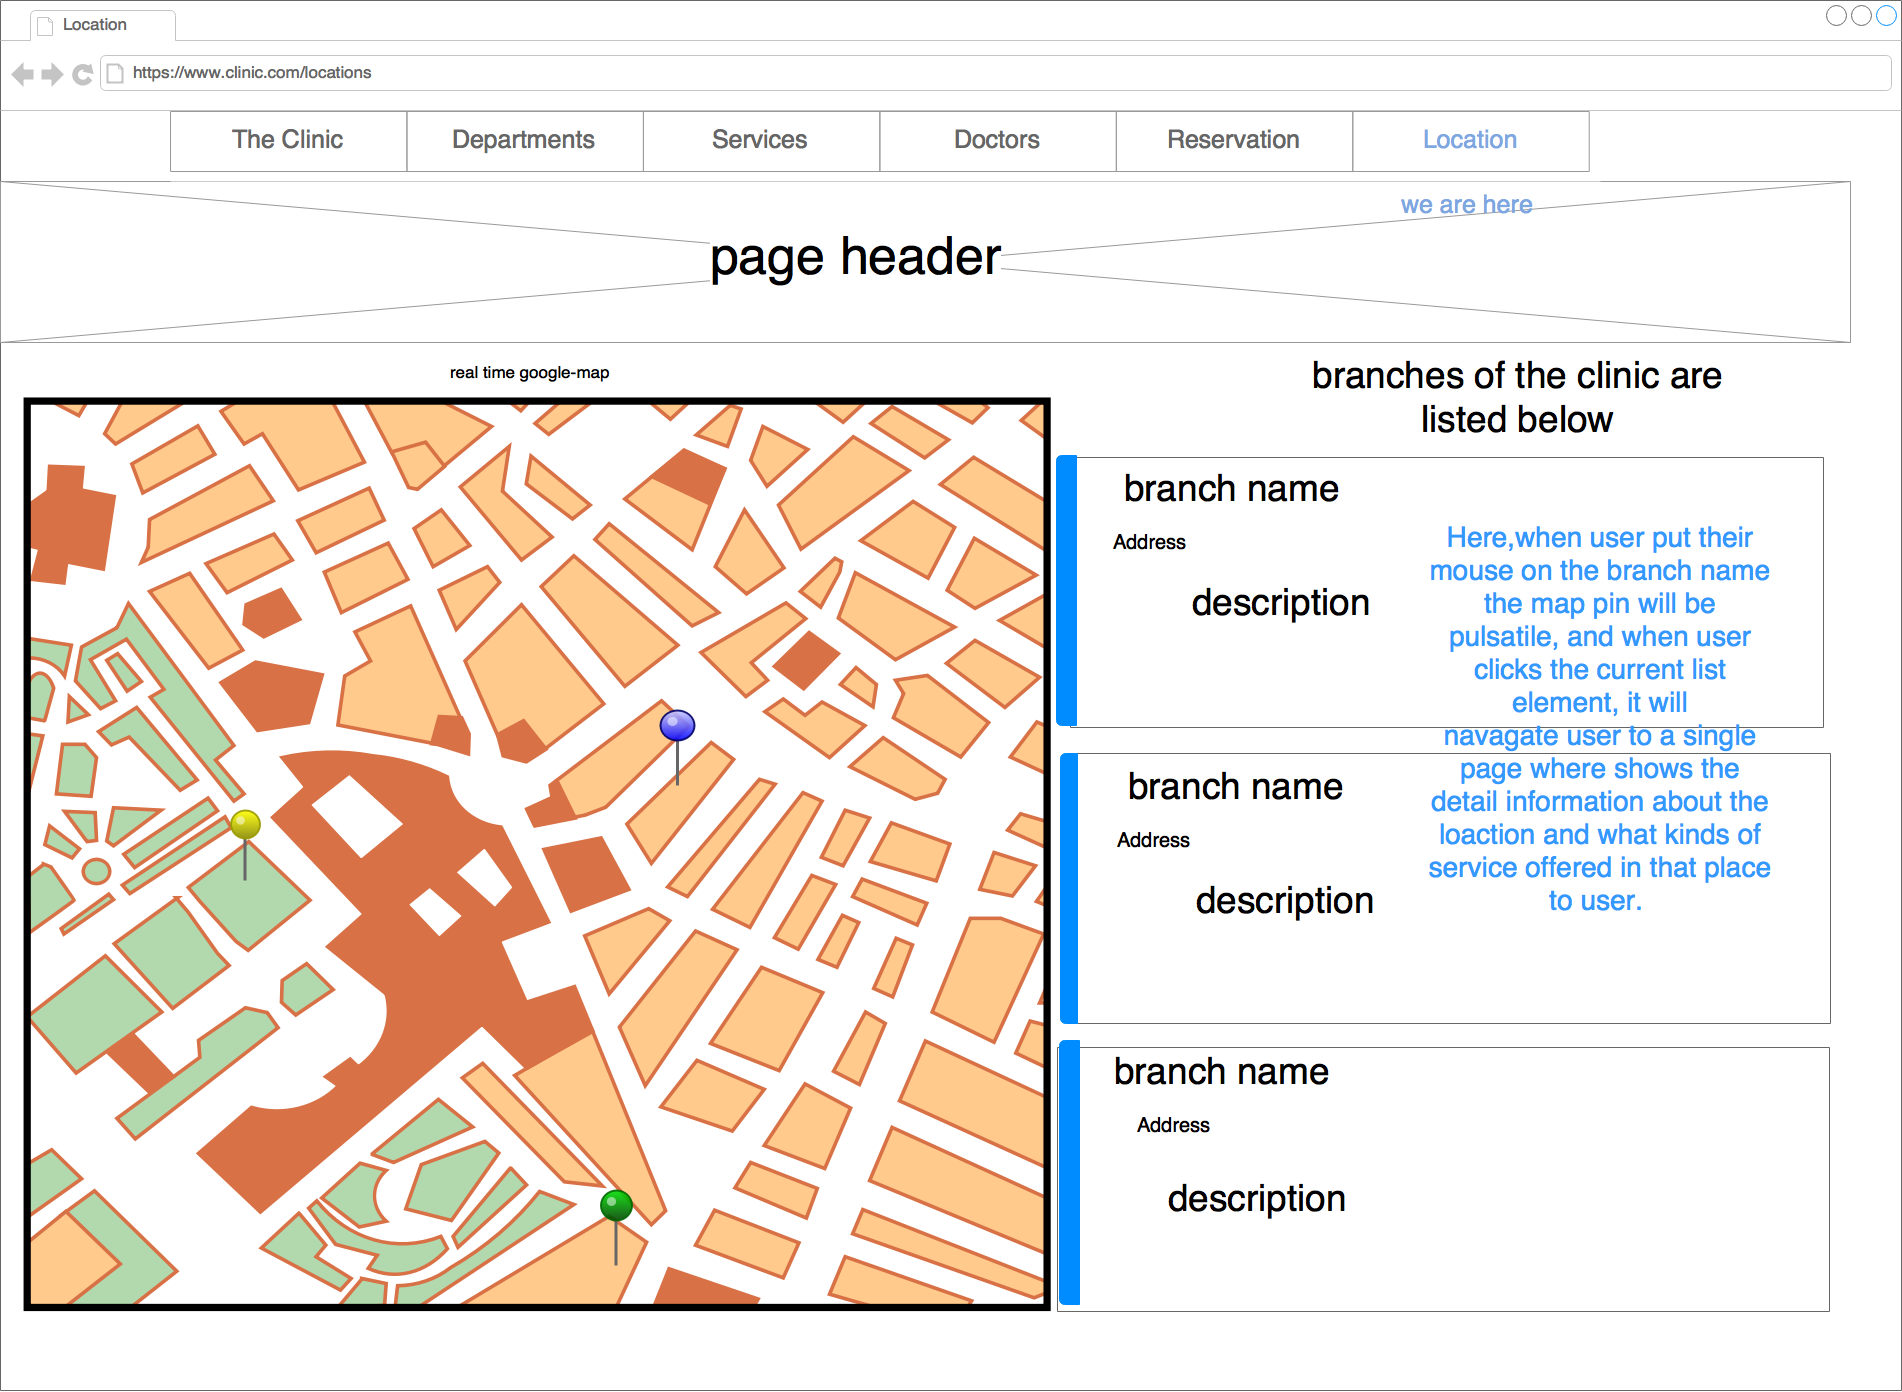 Location
https://www.clinic.com/locations
The Clinic
Departments
Services
Doctors
Reservation
Location
we are here
page header
real time google-map
branches of the clinic are
listed below
branch name
Address
description
Here,when user put their
mouse on the branch name
the map pin will be
pulsatile, and when user
clicks the current list
element, it will
navagate user to a single
page where shows the
detail information about the
loaction and what kinds of
service offered in that place
to user.
branch name
Address
description
branch name
Address
description